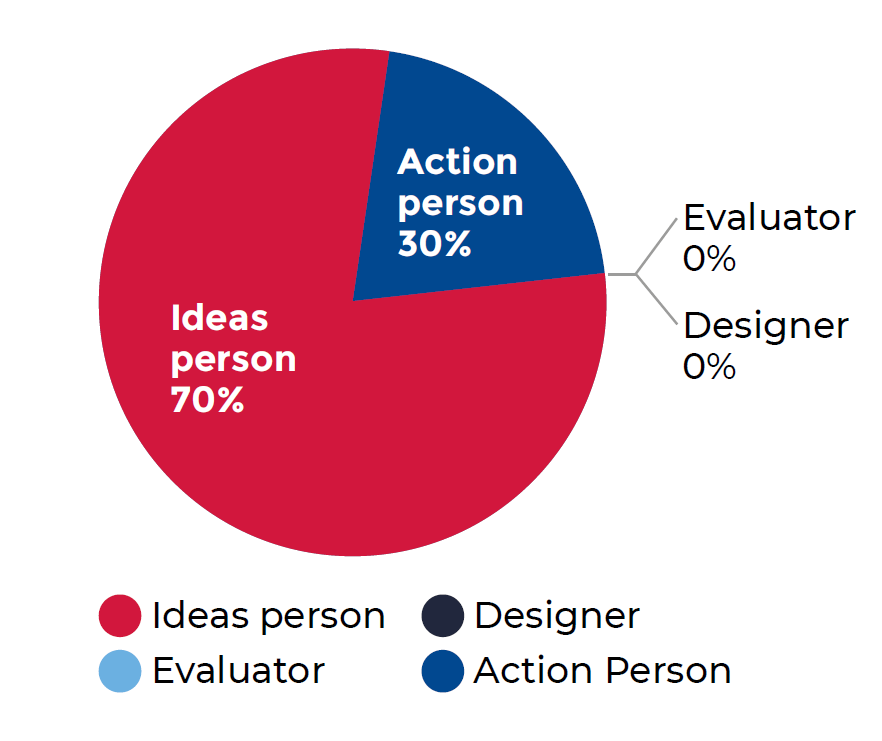 Action
person
30%
Evaluator
0%
Designer
0%
Ideas
person
70%
Ideas person
Designer
Evaluator
Action Person